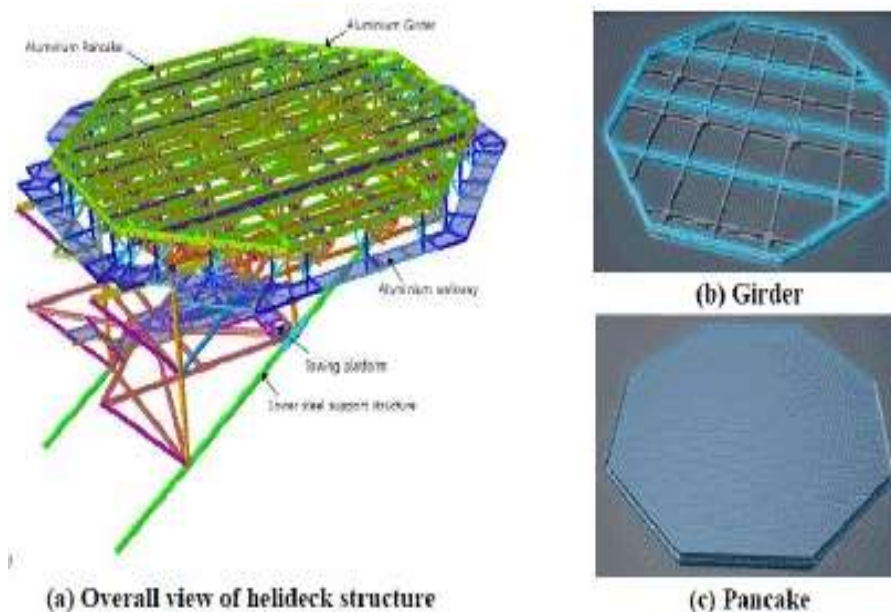 Aluminium Girder
Aluminium Pancake
Aluminium walkway
Towing platform
Lower steel support structure
(a) Overall view of helideck structure
(b) Girder
(c) Pancake